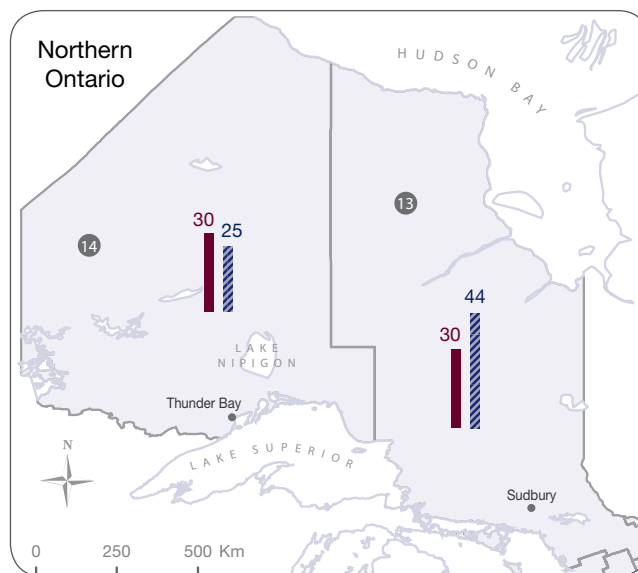 Northern
Ontario
HUDSON BAY
13
14
30
25
44
30
LAKE
NIPIGON
Thunder Bay
LAKE SUPERIOR
N
Sudbury
0 250 500 Km